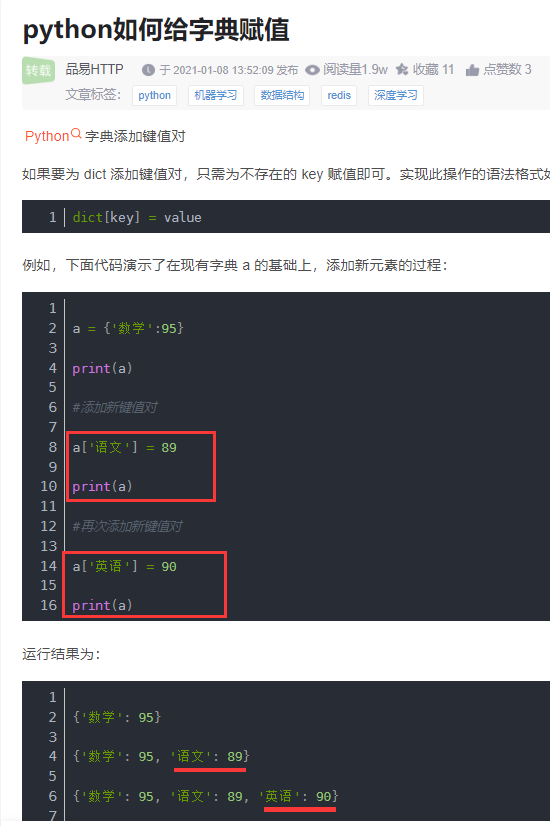 python如何给字典赋值
转载 品易HTTP 于 2021-01-08 13:52:09 发布 阅读量1.9w 收藏 11 点赞数 3
文章标签： python 机器学习 数据结构 redis 深度学习
Python 字典添加键值对
如果要为 dict 添加键值对，只需为不存在的 key 赋值即可。实现此操作的语法格式
1 dict[key] = value
例如，下面代码演示了在现有字典 a 的基础上，添加新元素的过程：
1
2 a = {'数学':95}
3
4 print(a)
5
6 #添加新键值对
7
8 a['语文'] = 89
9
10 print(a)
11
12 #再次添加新键值对
13
14 a['英语'] = 90
15
16 print(a)
运行结果为：
1
2 {'数学': 95}
3
4 {'数学': 95, '语文': 89}
5
6 {'数学': 95, '语文': 89, '英语': 90}
7